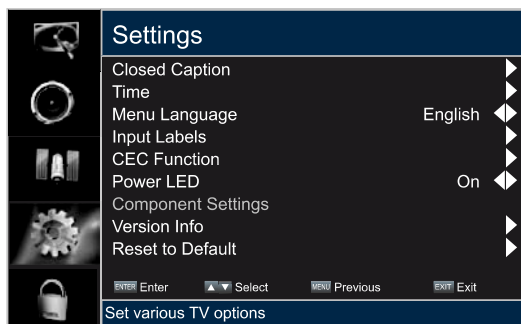 Settings
Closed Caption
Time
Menu Language English
Input Labels
CEC Function
Power LED On
Component Settings
Version Info
Reset to Default
ENTER Enter ▲▼ Select MENU Previous EXIT Exit
Set various TV options